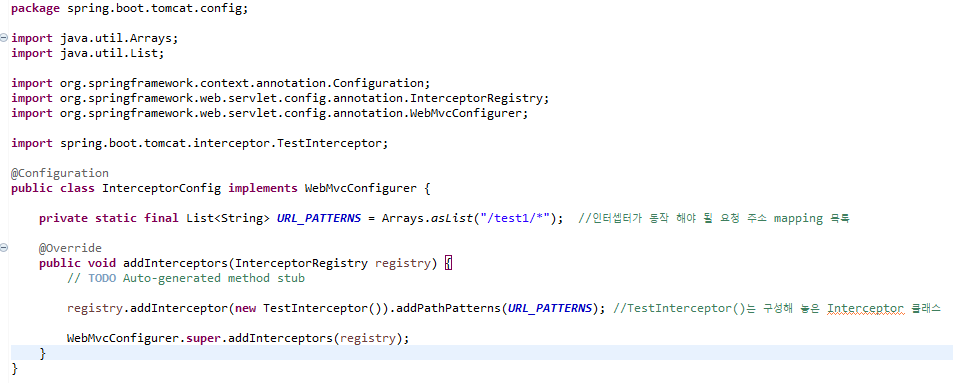 package spring.boot.tomcat.config;
import java.util.Arrays;
import java.util.List;
import org.springframework.context.annotation.Configuration;
import org.springframework.web.servlet.config.annotation.InterceptorRegistry;
import org.springframework.web.servlet.config.annotation.WebMvcConfigurer;
import spring.boot.tomcat.interceptor.TestInterceptor;
@Configuration
public class InterceptorConfig implements WebMvcConfigurer {
private static final List<String> URL_PATTERNS = Arrays.asList("/test1/*");  //인터셉터가 동작 해야 될 요청 주소 mapping 목록
@Override
public void addInterceptors(InterceptorRegistry registry) {
// TODO Auto-generated method stub
registry.addInterceptor(new TestInterceptor()).addPathPatterns(URL_PATTERNS); //TestInterceptor()는 구성해 놓은 Interceptor 클래스
WebMvcConfigurer.super.addInterceptors(registry);
}
}